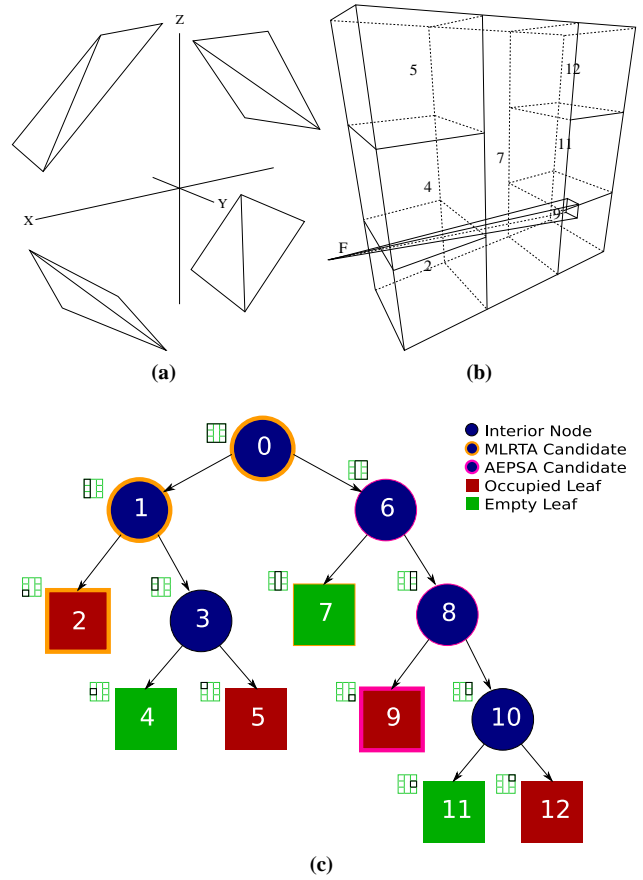 Z
X
Y
(a)
5
12
7
11
4
9
F
2
(b)
0
Interior Node
MLRTA Candidate
AEPSA Candidate
Occupied Leaf
Empty Leaf
1
6
2
3
7
8
4
5
9
10
11
12
(c)